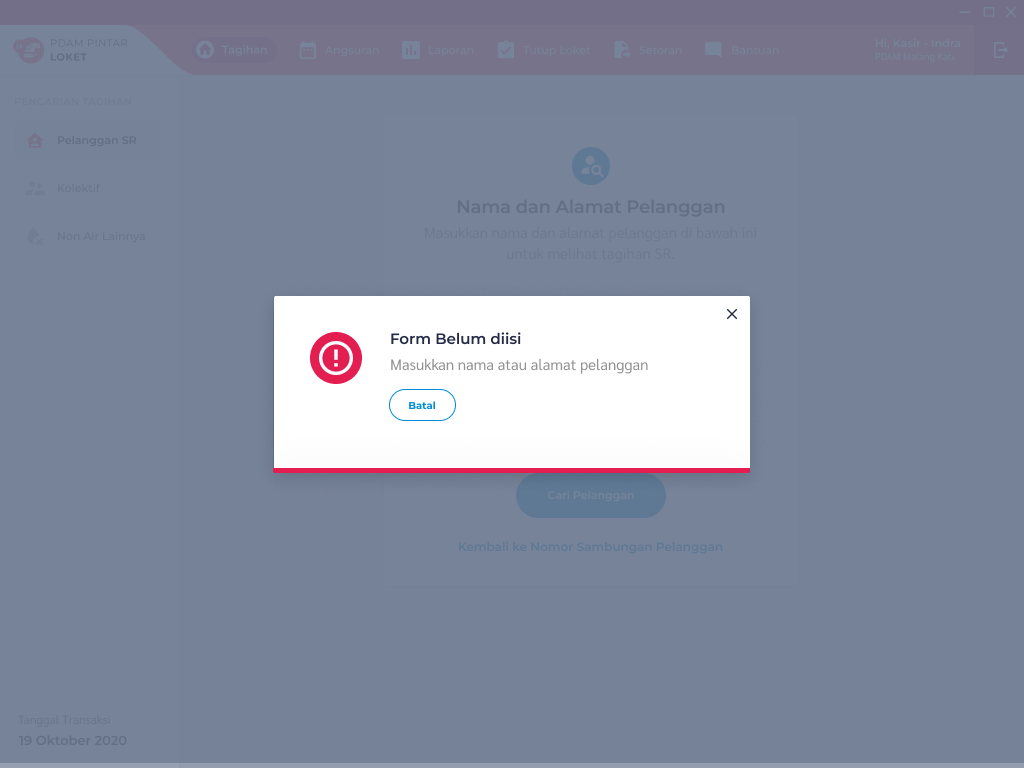 PDAM PINTAR
LOKET
Tagihan
Angsuran
Laporan
Tutup Loket
Setoran
Bantuan
Hi, Kasir - Indra
PENCARIAN TAGIHAN
Pelanggan SR
Kolektif
Non Air Lainnya
Nama dan Alamat Pelanggan
Masukkan nama dan alamat pelanggan di bawah ini
untuk melihat tagihan SR.
Form Belum diisi
Masukkan nama atau alamat pelanggan
Batal
Cari Pelanggan
Kembali ke Nomor Sambungan Pelanggan
Tanggal Transaksi
19 Oktober 2020